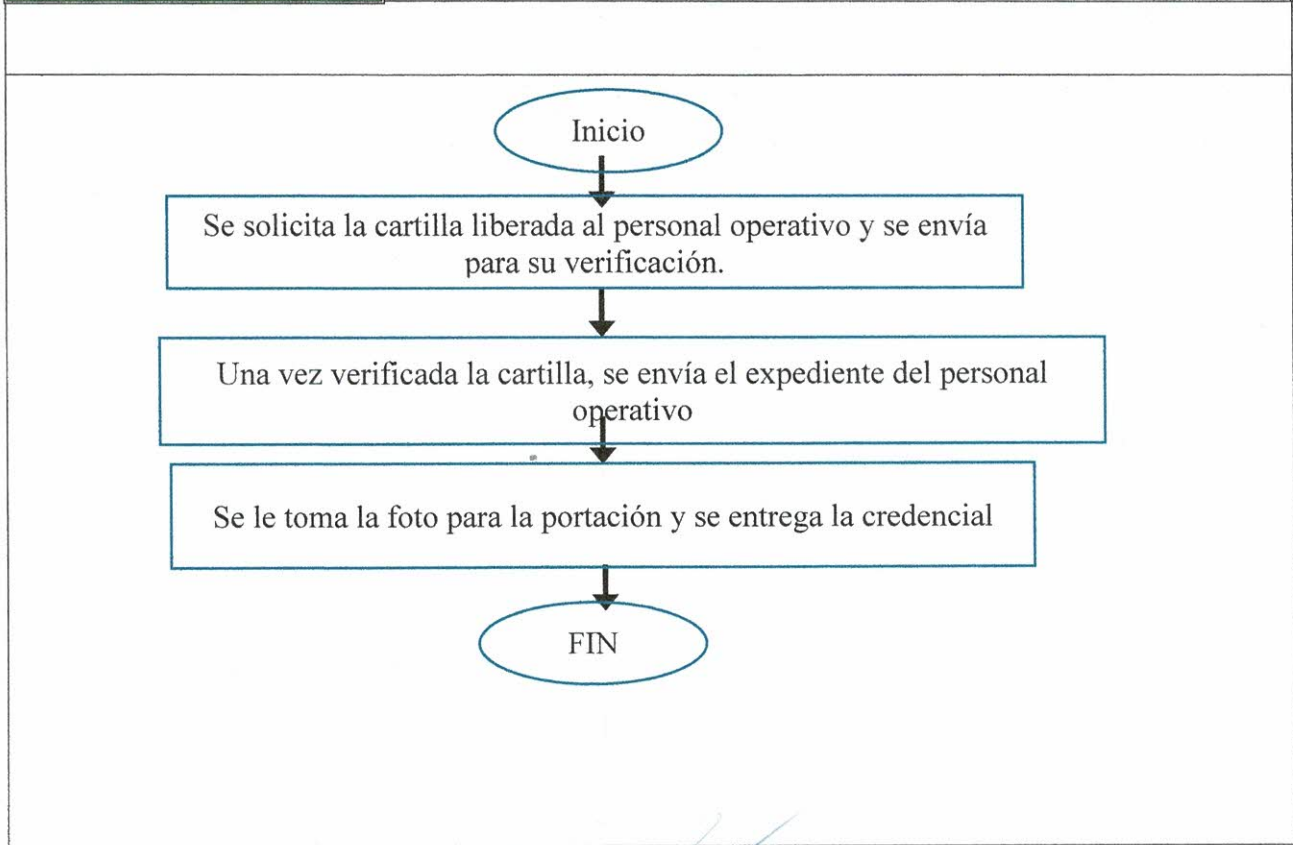 Inicio
Se solicita la cartilla liberada al personal operativo y se envía
para su verificación.
Una vez verificada la cartilla, se envía el expediente del personal
operativo
Se le toma la foto para la portación y se entrega la credencial
FIN